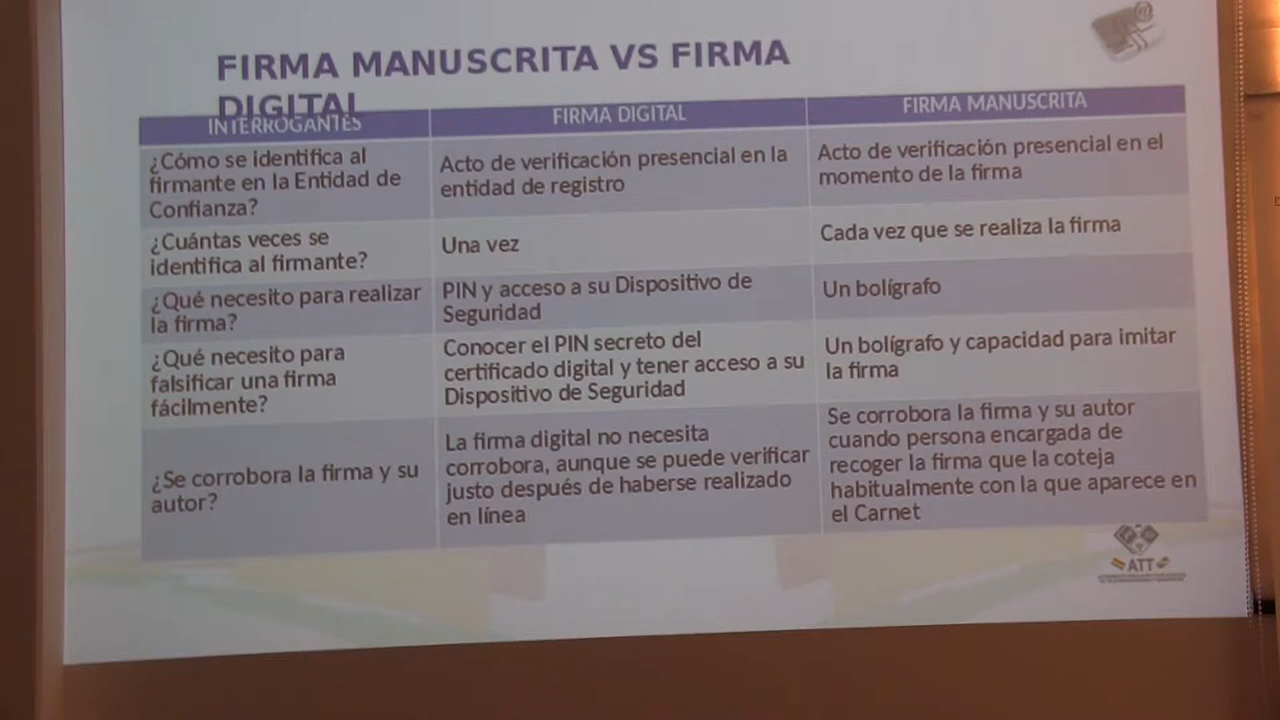 FIRMA MANUSCRITA VS FIRMA
DIGITAL
INTERROGANTES
FIRMA DIGITAL
FIRMA MANUSCRITA
¿Cómo se identifica al
firmante en la Entidad de
Confianza?
Acto de verificación presencial en la
entidad de registro
Acto de verificación presencial en el
momento de la firma
¿Cuántas veces se
identifica al firmante?
Una vez
Cada vez que se realiza la firma
¿Qué necesito para realizar
la firma?
PIN y acceso a su Dispositivo de
Seguridad
Un bolígrafo
¿Qué necesito para
falsificar una firma
fácilmente?
Conocer el PIN secreto del
certificado digital y tener acceso a su
Dispositivo de Seguridad
Un bolígrafo y capacidad para imitar
la firma
¿Se corrobora la firma y su
autor?
La firma digital no necesita
corrobora, aunque se puede verificar
justo después de haberse realizado
en línea
Se corrobora la firma y su autor
cuando persona encargada de
recoger la firma que la coteja
habitualmente con la que aparece en
el Carnet
ATT